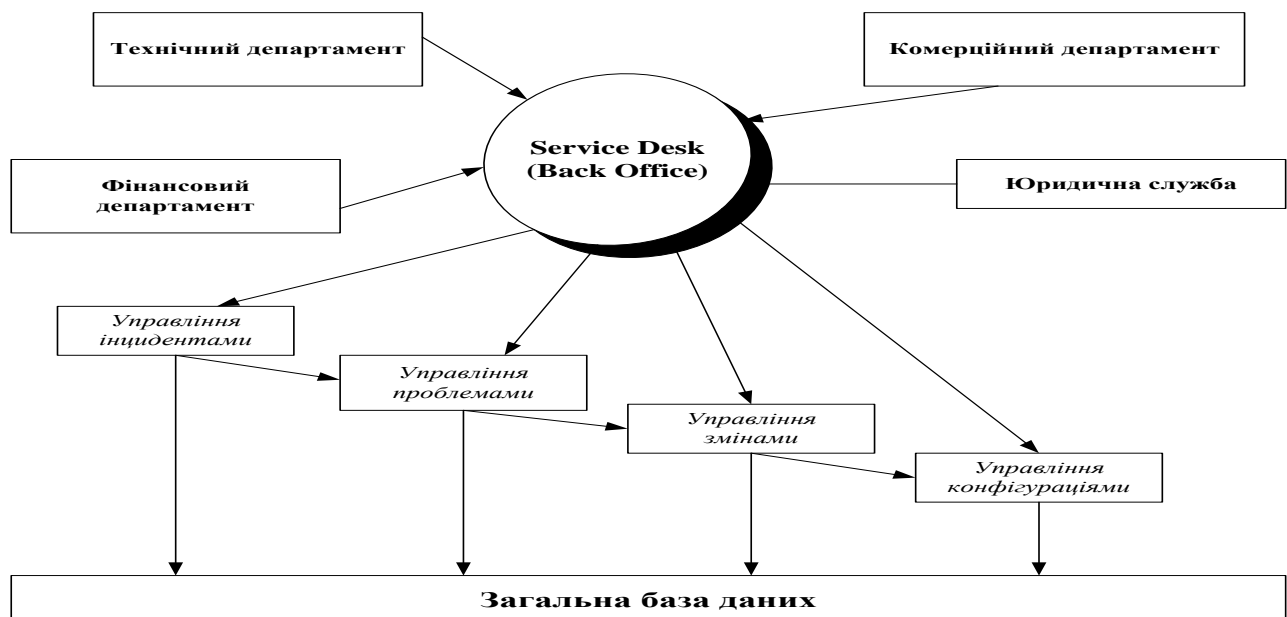 Технічний департамент
Комерційний департамент
Service Desk
(Back Office)
Фінансовий
департамент
Юридична служба
Управління
інцидентами
Управління
проблемами
Управління
змінами
Управління
конфігураціями
Загальна база даних